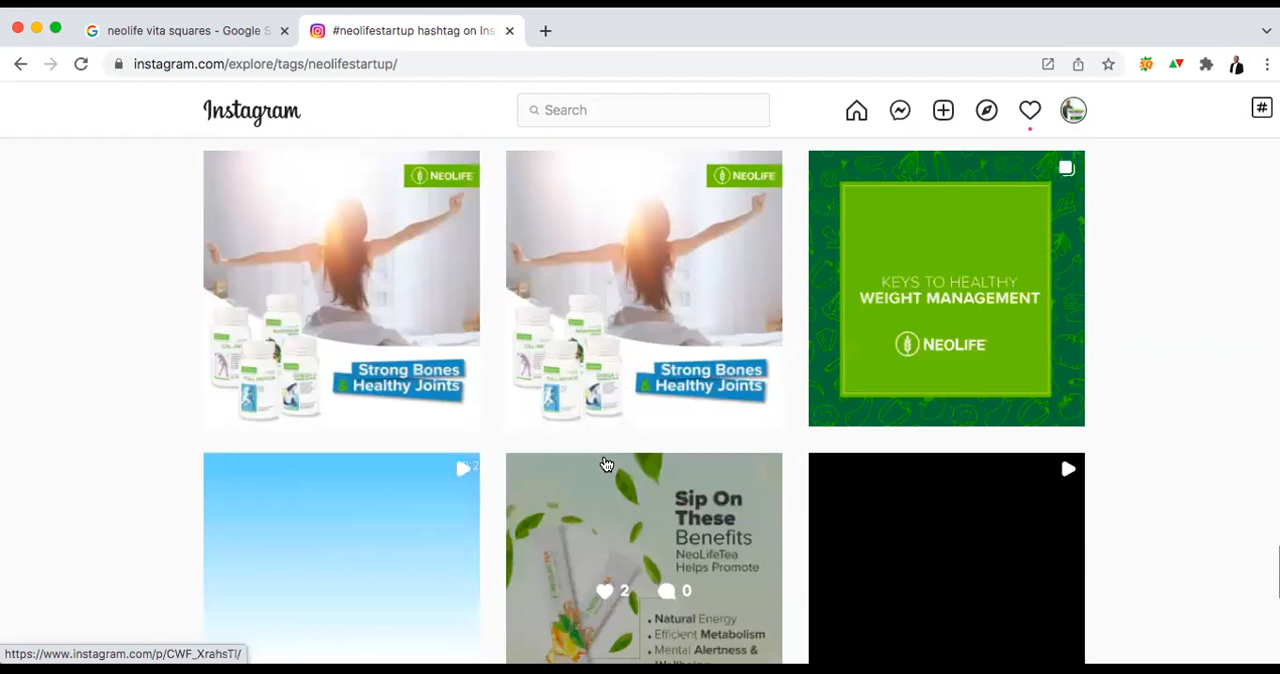 neolife vita squares - Google S
#neolifestartup hashtag on Ins
instagram.com/explore/tags/neolifestartup/
Instagram
Search
#
NEOLIFE
Strong Bones
& Healthy Joints
NEOLIFE
Strong Bones
& Healthy Joints
KEYS TO HEALTHY
WEIGHT MANAGEMENT
NEOLIFE
Sip On
These
Benefits
NeoLifeTea
Helps Promote
2 0
• Natural Energy
• Efficient Metabolism
• Mental Alertness &
https://www.instagram.com/p/CWF_XrahsTl/